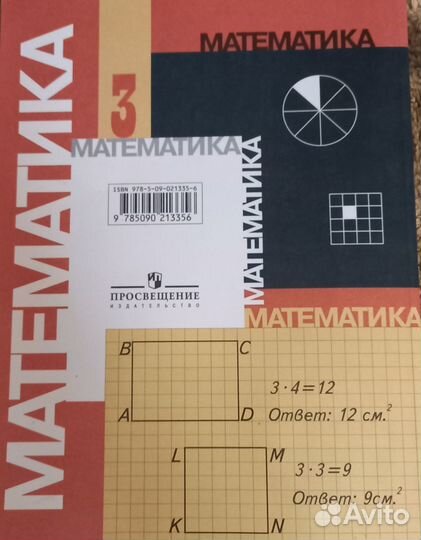 МАТЕМАТИКА
МАТЕМАТИКА
3
МАТЕМАТИКА
ISBN 978-5-09-021335-6
9 785090 213356
ПРОСВЕЩЕНИЕ
ИЗДАТЕЛЬСТВО
МАТЕМАТИКА
МАТЕМАТИКА
B C
3·4=12
A D Ответ: 12 см.²
L M
3·3=9
Ответ: 9см.²
K N
Avito